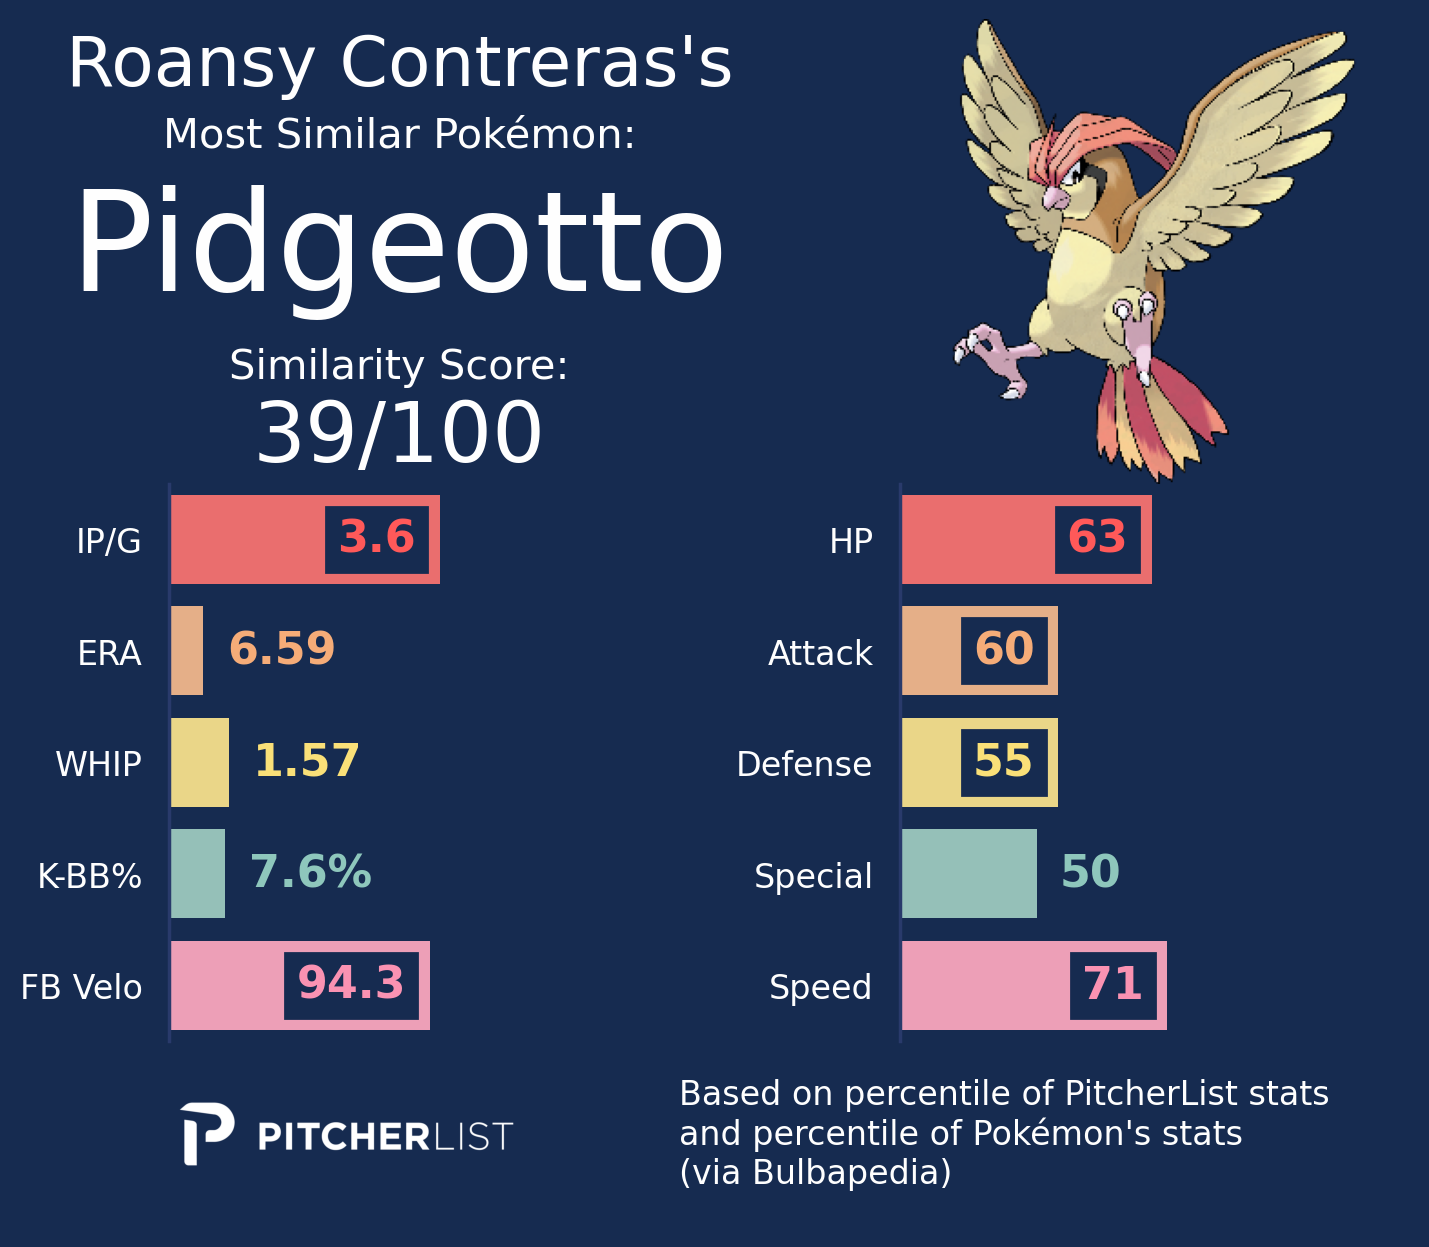 Roansy Contreras's
Most Similar Pokémon:
Pidgeotto
Similarity Score:
39/100
IP/G 3.6
ERA 6.59
WHIP 1.57
K-BB% 7.6%
FB Velo 94.3
HP 63
Attack 60
Defense 55
Special 50
Speed 71
PITCHERLIST
Based on percentile of PitcherList stats
and percentile of Pokémon's stats
(via Bulbapedia)